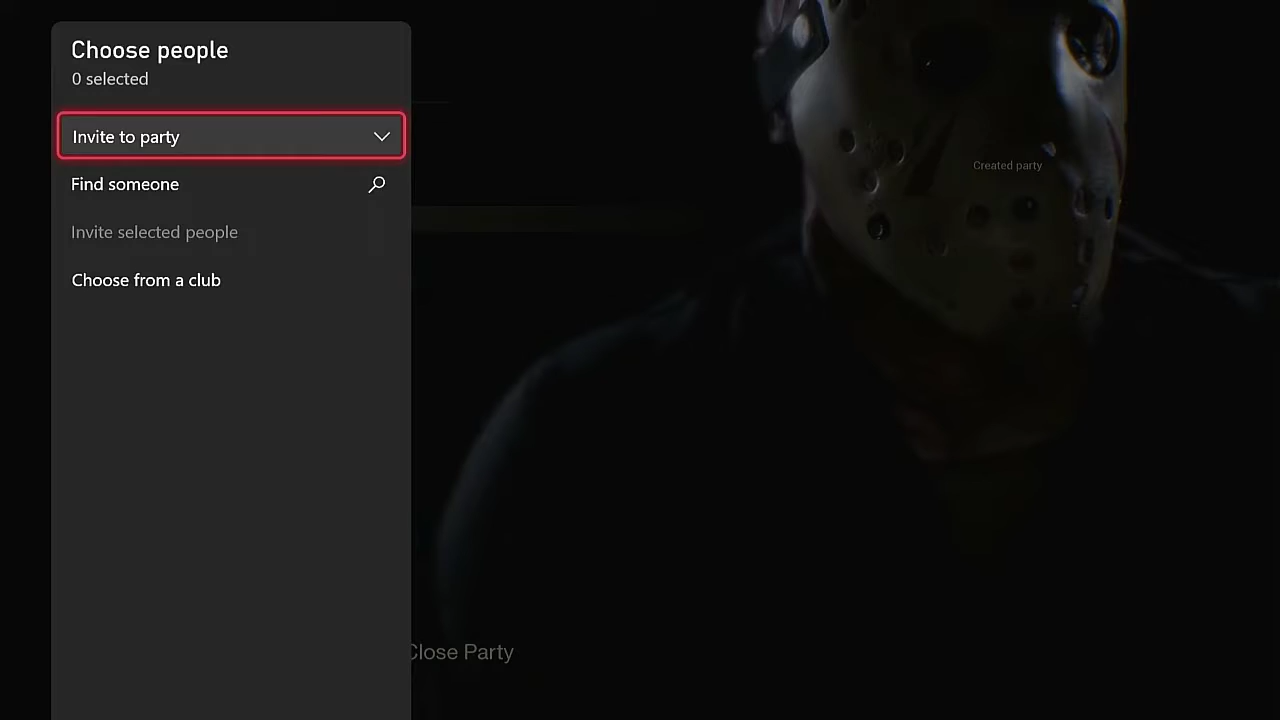 Choose people
0 selected
Invite to party
Find someone
Invite selected people
Choose from a club
Created party
Close Party